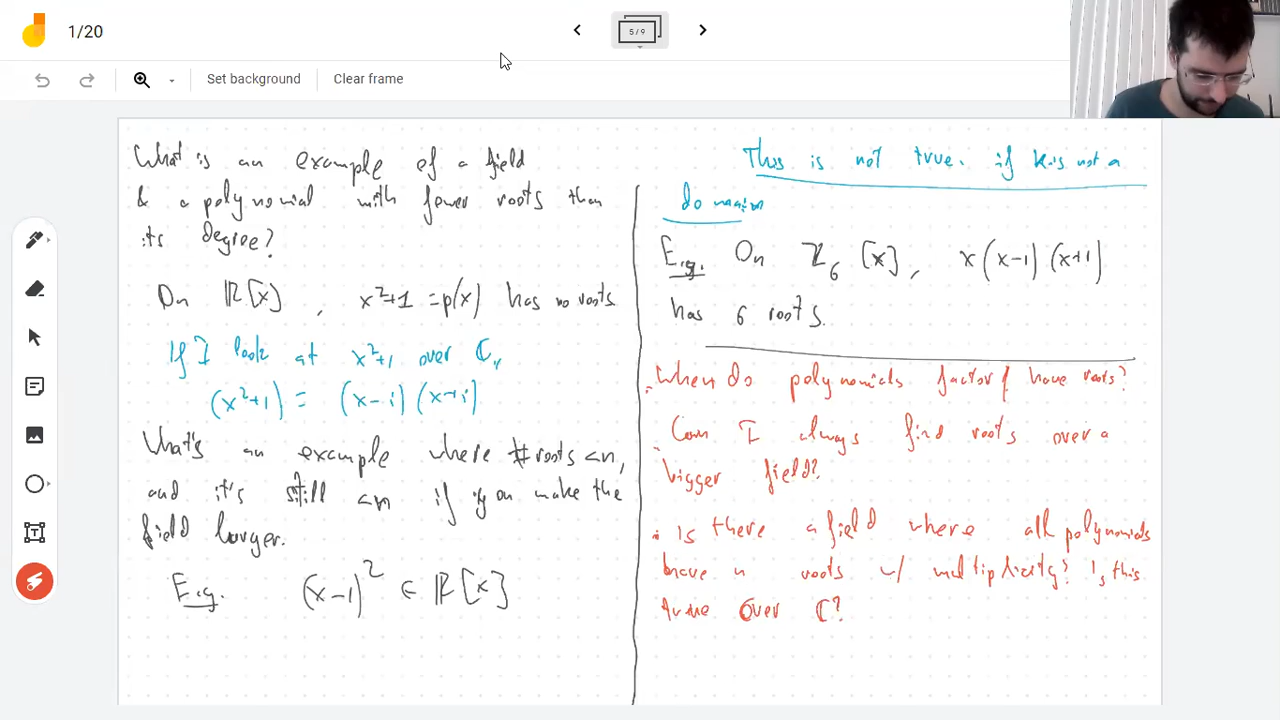 1/20
5/9
Set background
Clear frame
What is an example of a field
& a polynomial with fewer roots than
its degree?
On ℝ[x], x²+1 = p(x) has no roots
If I look at x²+1 over ℂ,
(x²+1) = (x-i)(x+i)
What's an example where #roots <n,
and it's still <n if you make the
field larger.
E.g. (x-1)² ∈ ℝ[x]
This is not true. if k is not a
domain
E.g. On ℤ₆[x], x(x-1)(x+1)
has 6 roots.
· When do polynomials factor/have roots?
· Can I always find roots over a
bigger field?
· Is there a field where all polynomials
have n roots w/ multiplicity? Is this
true over ℂ?